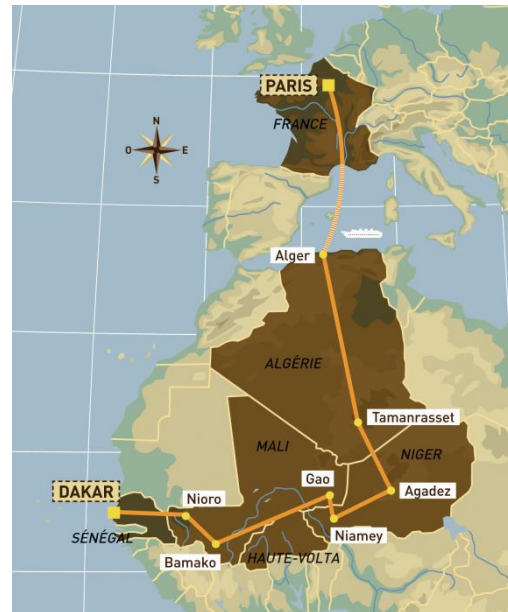 PARIS
FRANCE
N
O E
S
Alger
ALGÉRIE
Tamanrasset
MALI
NIGER
Gao
Agadez
DAKAR
Nioro
Niamey
SÉNÉGAL
Bamako
HAUTE-VOLTA